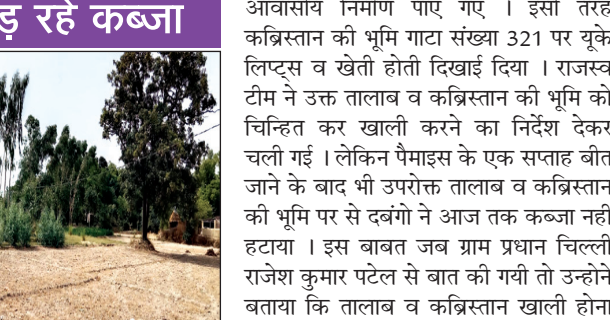 ड़ रहे कब्जा
आवासीय निर्माण पाए गए । इसी तरह
कब्रिस्तान की भूमि गाटा संख्या 321 पर यूके
लिप्ट्स व खेती होती दिखाई दिया । राजस्व
टीम ने उक्त तालाब व कब्रिस्तान की भूमि को
चिन्हित कर खाली करने का निर्देश देकर
चली गई । लेकिन पैमाइस के एक सप्ताह बीत
जाने के बाद भी उपरोक्त तालाब व कब्रिस्तान
की भूमि पर से दबंगो ने आज तक कब्जा नही
हटाया । इस बाबत जब ग्राम प्रधान चिल्ली
राजेश कुमार पटेल से बात की गयी तो उन्होने
बताया कि तालाब व कब्रिस्तान खाली होना